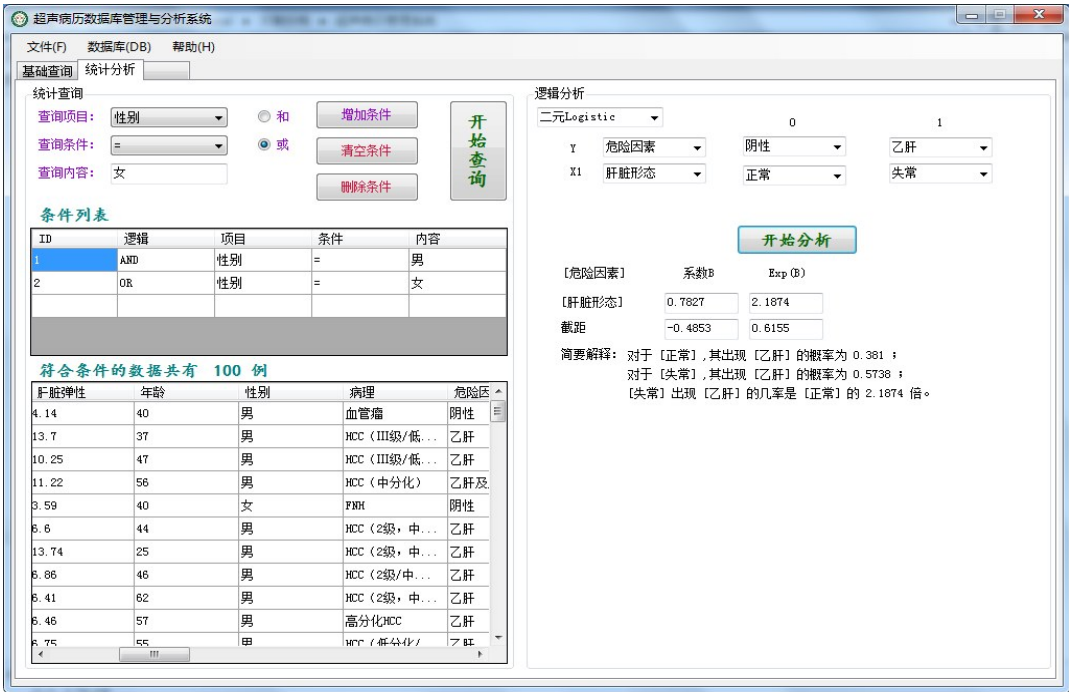 超声病历数据库管理与分析系统
文件(F) 数据库(DB) 帮助(H)
基础查询 统计分析
统计查询
查询项目： 性别 和 增加条件
查询条件： = 或 清空条件
查询内容： 女 删除条件
开始查询
条件列表
ID 逻辑 项目 条件 内容
1 AND 性别 = 男
2 OR 性别 = 女
符合条件的数据共有 100 例
肝脏弹性 年龄 性别 病理 危险因
4.14 40 男 血管瘤 阴性
13.7 37 男 HCC（III级/低... 乙肝
10.25 47 男 HCC（III级/低... 乙肝
11.22 56 男 HCC（中分化） 乙肝及
3.59 40 女 FNH 阴性
6.6 44 男 HCC（2级，中... 乙肝
13.74 25 男 HCC（2级，中... 乙肝
6.86 46 男 HCC（2级/中... 乙肝
6.41 62 男 HCC（2级，中... 乙肝
6.46 57 男 高分化HCC 乙肝
6.75 55 男 HCC（低分化/ 乙肝
逻辑分析
二元Logistic 0 1
Y 危险因素 阴性 乙肝
X1 肝脏形态 正常 失常
开始分析
[危险因素] 系数B Exp(B)
[肝脏形态] 0.7827 2.1874
截距 -0.4853 0.6155
简要解释： 对于 [正常] ,其出现 [乙肝] 的概率为 0.381 ；
对于 [失常] ,其出现 [乙肝] 的概率为 0.5738 ；
[失常] 出现 [乙肝] 的几率是 [正常] 的 2.1874 倍。